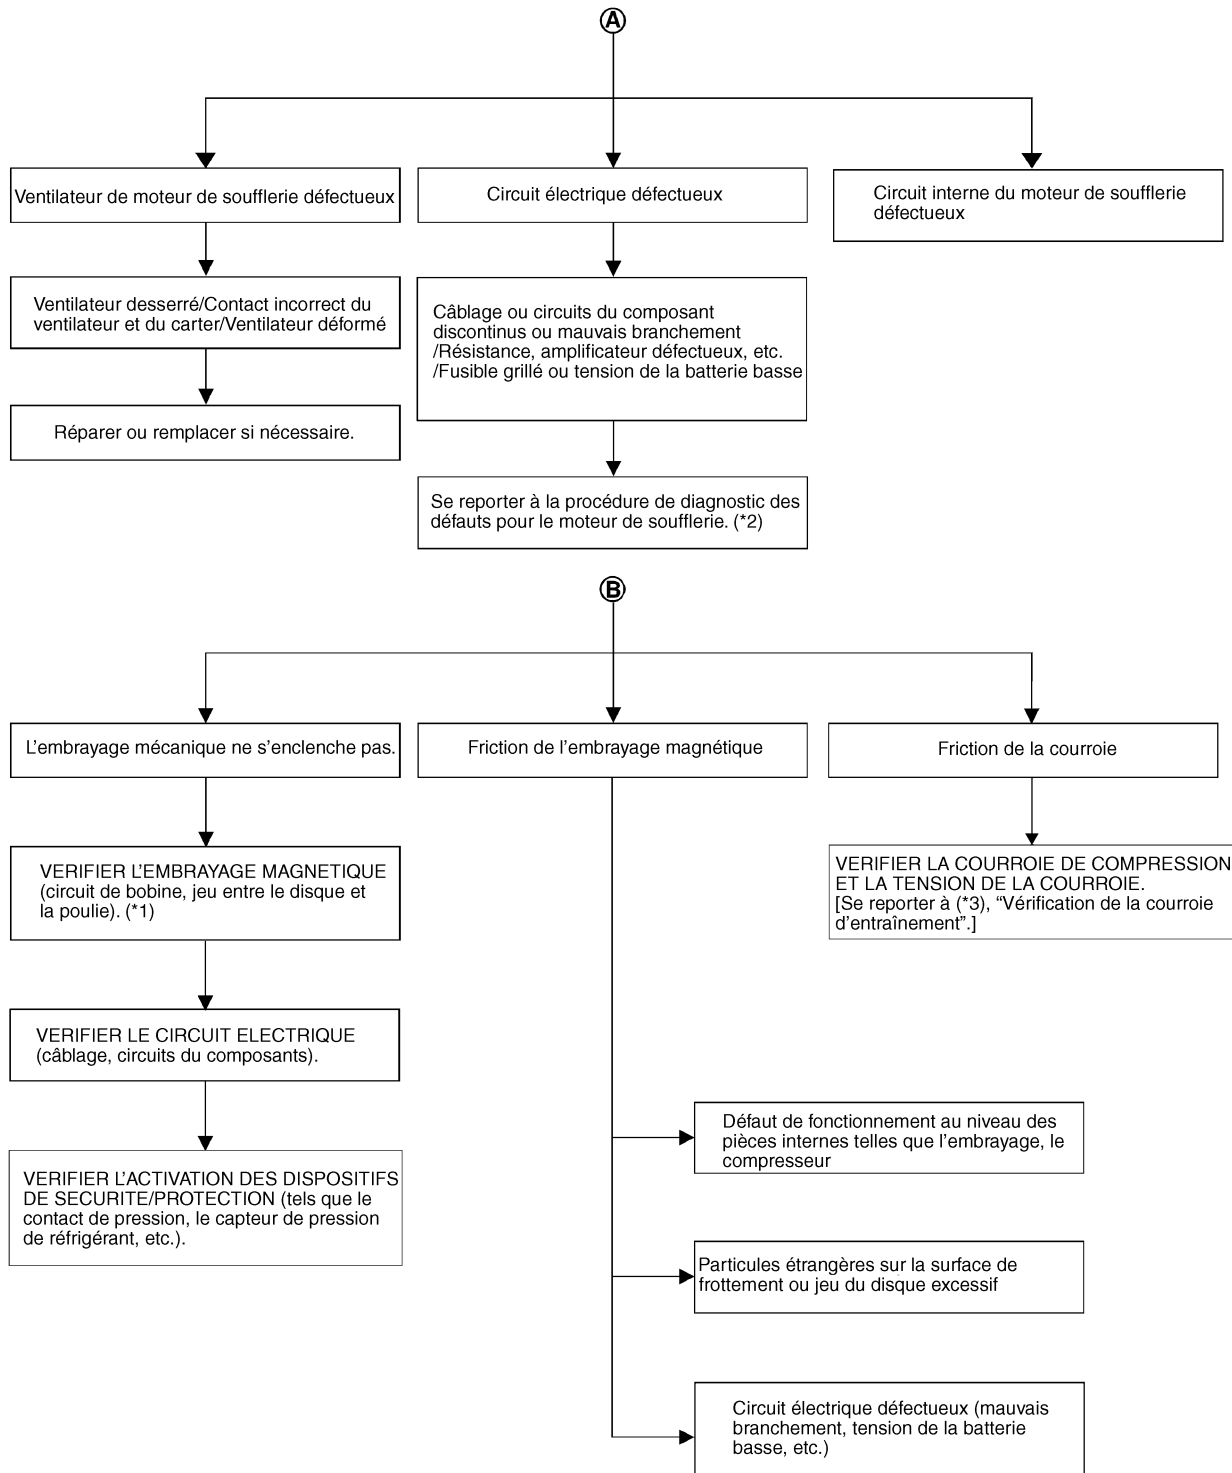 A
Ventilateur de moteur de soufflerie défectueux
Circuit électrique défectueux
Circuit interne du moteur de soufflerie
défectueux
Ventilateur desserré/Contact incorrect du
ventilateur et du carter/Ventilateur déformé
Câblage ou circuits du composant
discontinus ou mauvais branchement
/Résistance, amplificateur défectueux, etc.
/Fusible grillé ou tension de la batterie basse
Réparer ou remplacer si nécessaire.
Se reporter à la procédure de diagnostic des
défauts pour le moteur de soufflerie. (*2)
B
L'embrayage mécanique ne s'enclenche pas.
Friction de l'embrayage magnétique
Friction de la courroie
VERIFIER L'EMBRAYAGE MAGNETIQUE
(circuit de bobine, jeu entre le disque et
la poulie). (*1)
VERIFIER LA COURROIE DE COMPRESSION
ET LA TENSION DE LA COURROIE.
[Se reporter à (*3), “Vérification de la courroie
d'entraînement”.]
VERIFIER LE CIRCUIT ELECTRIQUE
(câblage, circuits du composants).
VERIFIER L'ACTIVATION DES DISPOSITIFS
DE SECURITE/PROTECTION (tels que le
contact de pression, le capteur de pression
de réfrigérant, etc.).
Défaut de fonctionnement au niveau des
pièces internes telles que l'embrayage, le
compresseur
Particules étrangères sur la surface de
frottement ou jeu du disque excessif
Circuit électrique défectueux (mauvais
branchement, tension de la batterie
basse, etc.)